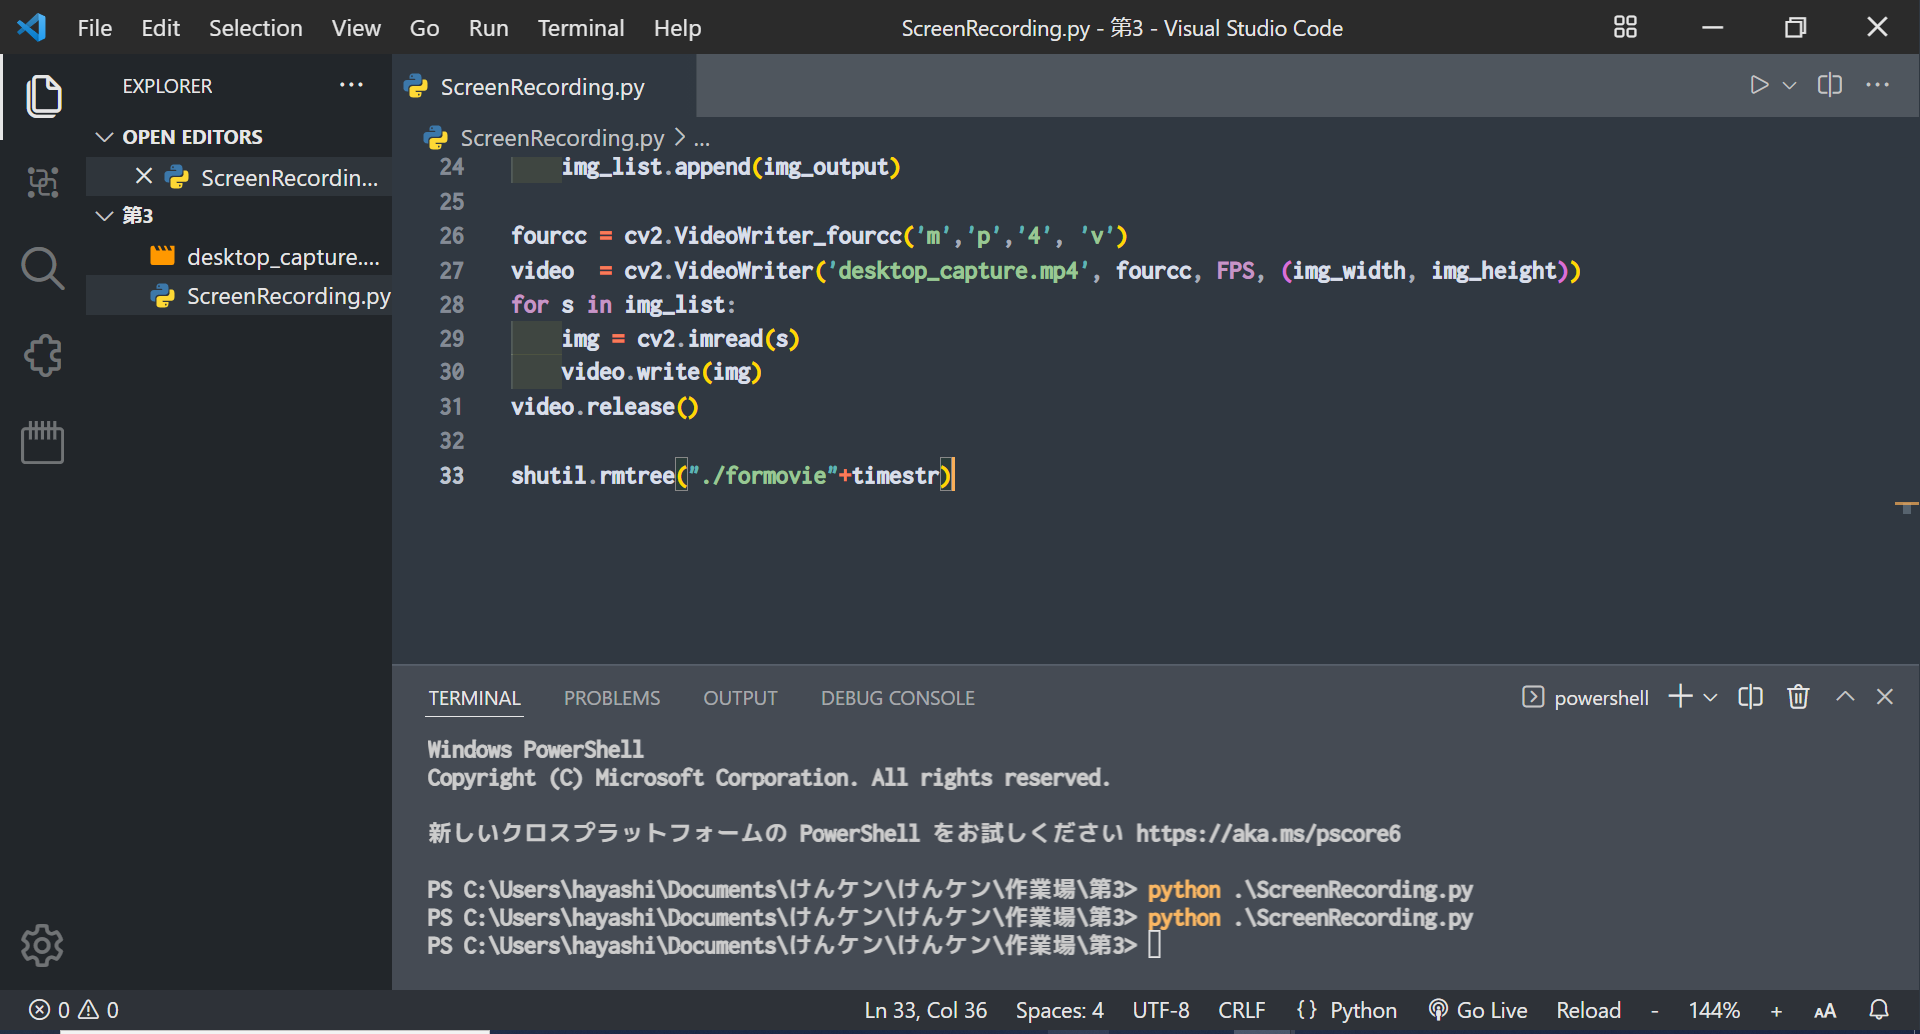 File Edit Selection View Go Run Terminal Help
ScreenRecording.py - 第3 - Visual Studio Code
EXPLORER
OPEN EDITORS
ScreenRecordin...
第3
desktop_capture....
ScreenRecording.py
ScreenRecording.py
ScreenRecording.py > ...
24 img_list.append(img_output)
25
26 fourcc = cv2.VideoWriter_fourcc('m','p','4', 'v')
27 video  = cv2.VideoWriter('desktop_capture.mp4', fourcc, FPS, (img_width, img_height))
28 for s in img_list:
29     img = cv2.imread(s)
30     video.write(img)
31 video.release()
32
33 shutil.rmtree("./formovie"+timestr)
TERMINAL PROBLEMS OUTPUT DEBUG CONSOLE
powershell
Windows PowerShell
Copyright (C) Microsoft Corporation. All rights reserved.
新しいクロスプラットフォームの PowerShell をお試しください https://aka.ms/pscore6
PS C:\Users\hayashi\Documents\けんケン\けんケン\作業場\第3> python .\ScreenRecording.py
PS C:\Users\hayashi\Documents\けんケン\けんケン\作業場\第3> python .\ScreenRecording.py
PS C:\Users\hayashi\Documents\けんケン\けんケン\作業場\第3>
0 0 Ln 33, Col 36 Spaces: 4 UTF-8 CRLF {} Python Go Live Reload - 144% + AA